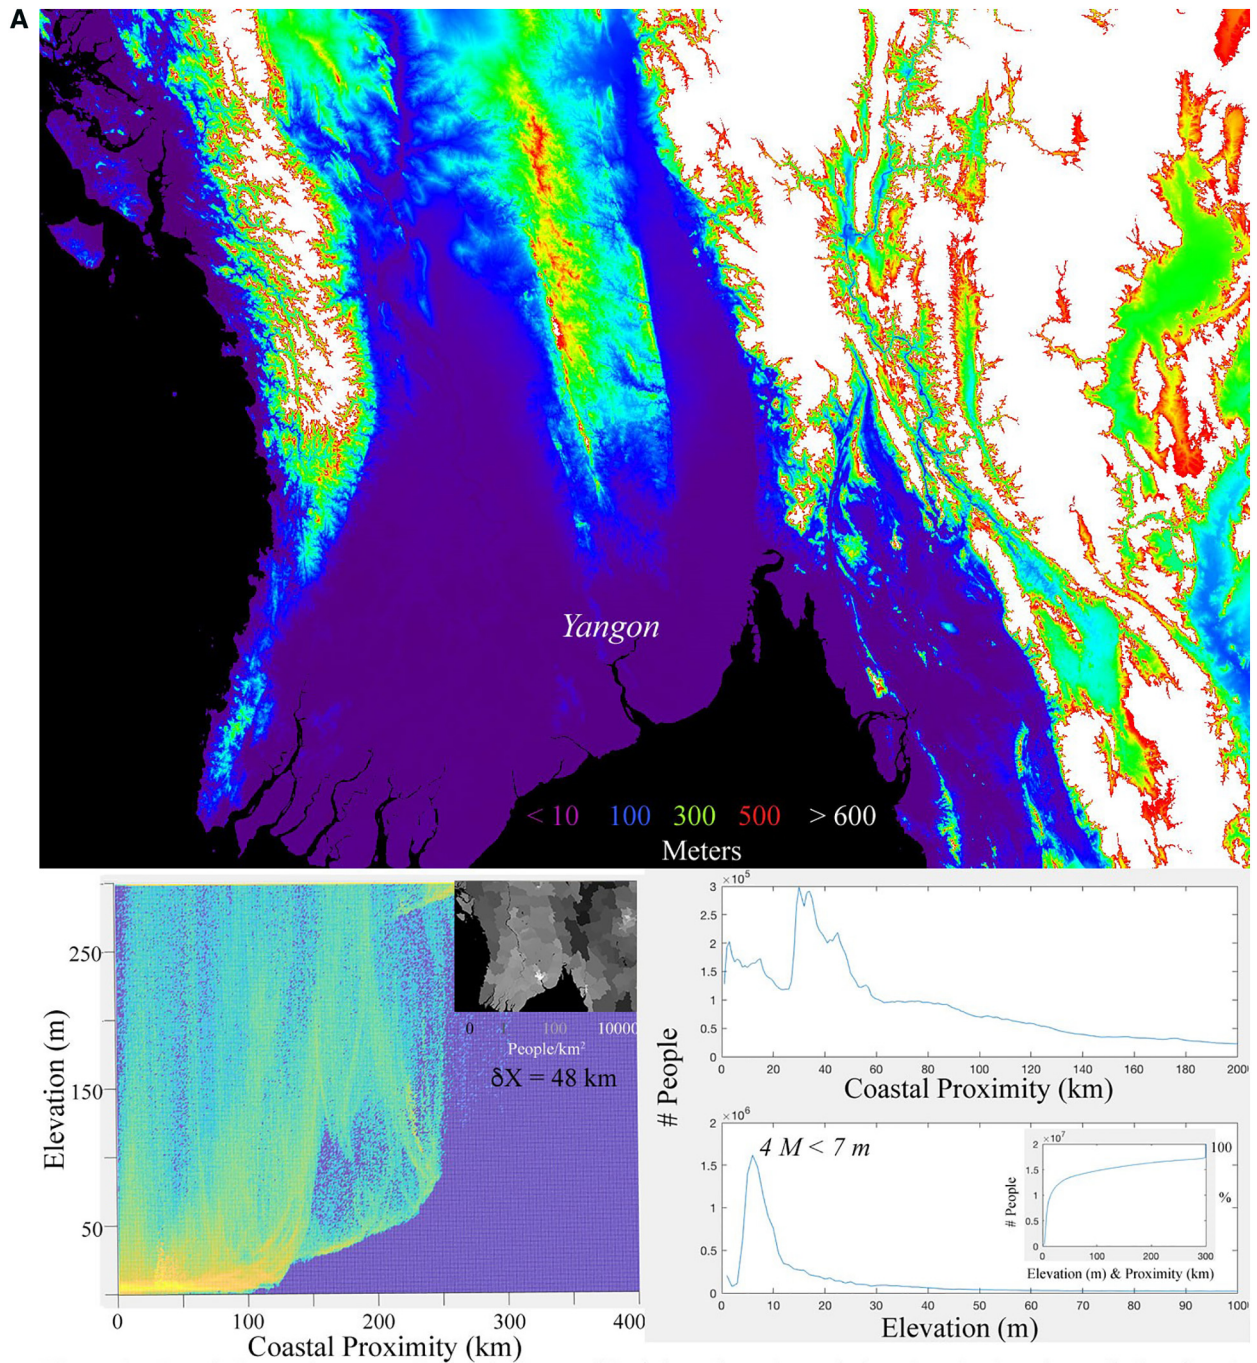 A
Yangon
< 10 100 300 500 > 600
Meters
250
150
50
Elevation (m)
0 100 200 300 400
Coastal Proximity (km)
0 100 10000
People/km²
δX = 48 km
×10⁵
3
2.5
2
1.5
1
0.5
0
0 20 40 60 80 100 120 140 160 180 200
Coastal Proximity (km)
# People
×10⁶
2
1.5
1
0.5
0
0 10 20 30 40 50 60 70 80 90 100
Elevation (m)
4 M < 7 m
×10⁷
2
1.5
1
0.5
0
0 100 200 300
# People
Elevation (m) & Proximity (km)
100
%